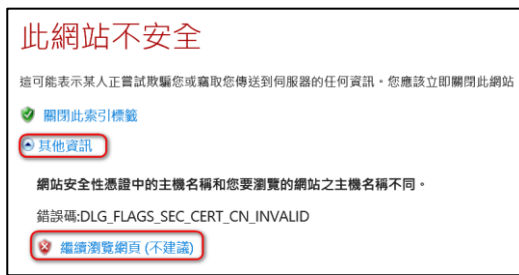 此網站不安全
這可能表示某人正嘗試欺騙您或竊取您傳送到伺服器的任何資訊。您應該立即關閉此網站
關閉此索引標籤
其他資訊
網站安全性憑證中的主機名稱和您要瀏覽的網站之主機名稱不同。
錯誤碼:DLG_FLAGS_SEC_CERT_CN_INVALID
繼續瀏覽網頁 (不建議)